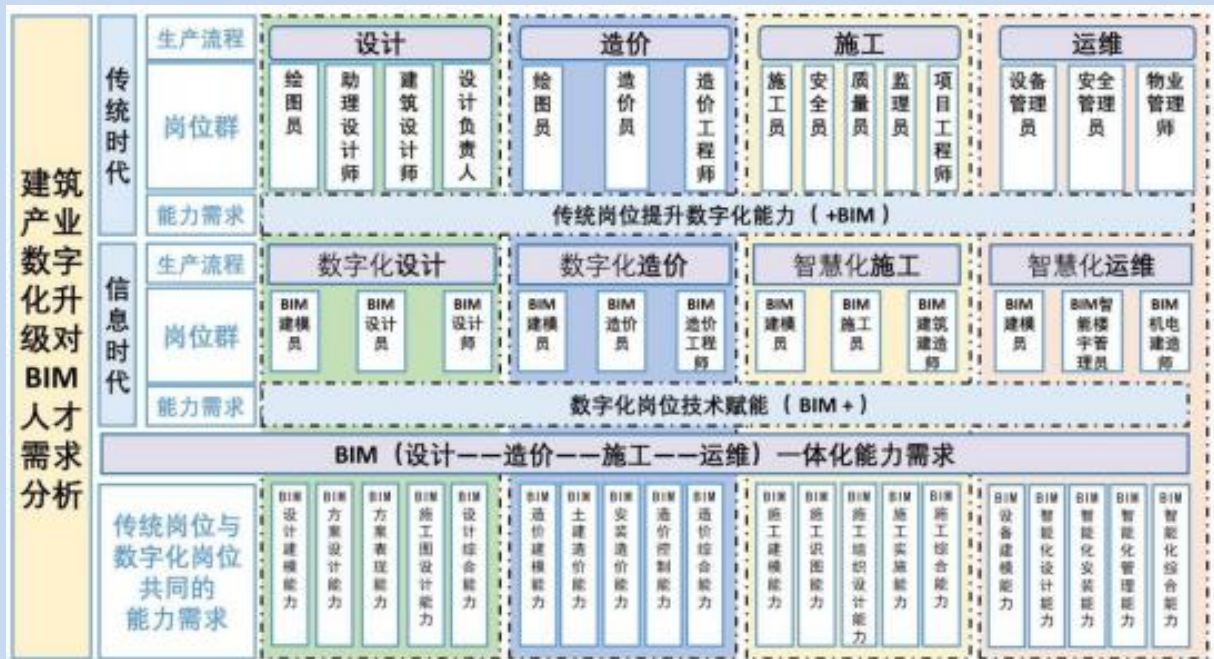 建筑产业数字化升级对BIM人才需求分析
传统时代
生产流程
设计
造价
施工
运维
岗位群
绘图员
助理设计师
建筑设计师
设计负责人
绘图员
造价员
造价工程师
施工员
安全员
质量员
监理员
项目工程师
设备管理员
安全管理员
物业管理师
能力需求
传统岗位提升数字化能力（+BIM）
信息时代
生产流程
数字化设计
数字化造价
智慧化施工
智慧化运维
岗位群
BIM建模员
BIM设计员
BIM设计师
BIM建模员
BIM造价员
BIM造价工程师
BIM建模员
BIM施工员
BIM建筑建造师
BIM建模员
BIM智能楼宇管理员
BIM机电建造师
能力需求
数字化岗位技术赋能（BIM+）
BIM（设计——造价——施工——运维）一体化能力需求
传统岗位与数字化岗位共同的能力需求
BIM设计建模能力
BIM方案设计能力
BIM方案表现能力
BIM施工图设计能力
BIM设计综合能力
BIM造价建模能力
BIM土建造价能力
BIM安装造价能力
BIM造价控制能力
BIM造价综合能力
BIM施工建模能力
BIM施工识图能力
BIM施工组织设计能力
BIM施工实施能力
BIM施工综合能力
BIM设备建模能力
BIM智能化设计能力
BIM智能化安装能力
BIM智能化管理能力
BIM智能化综合能力